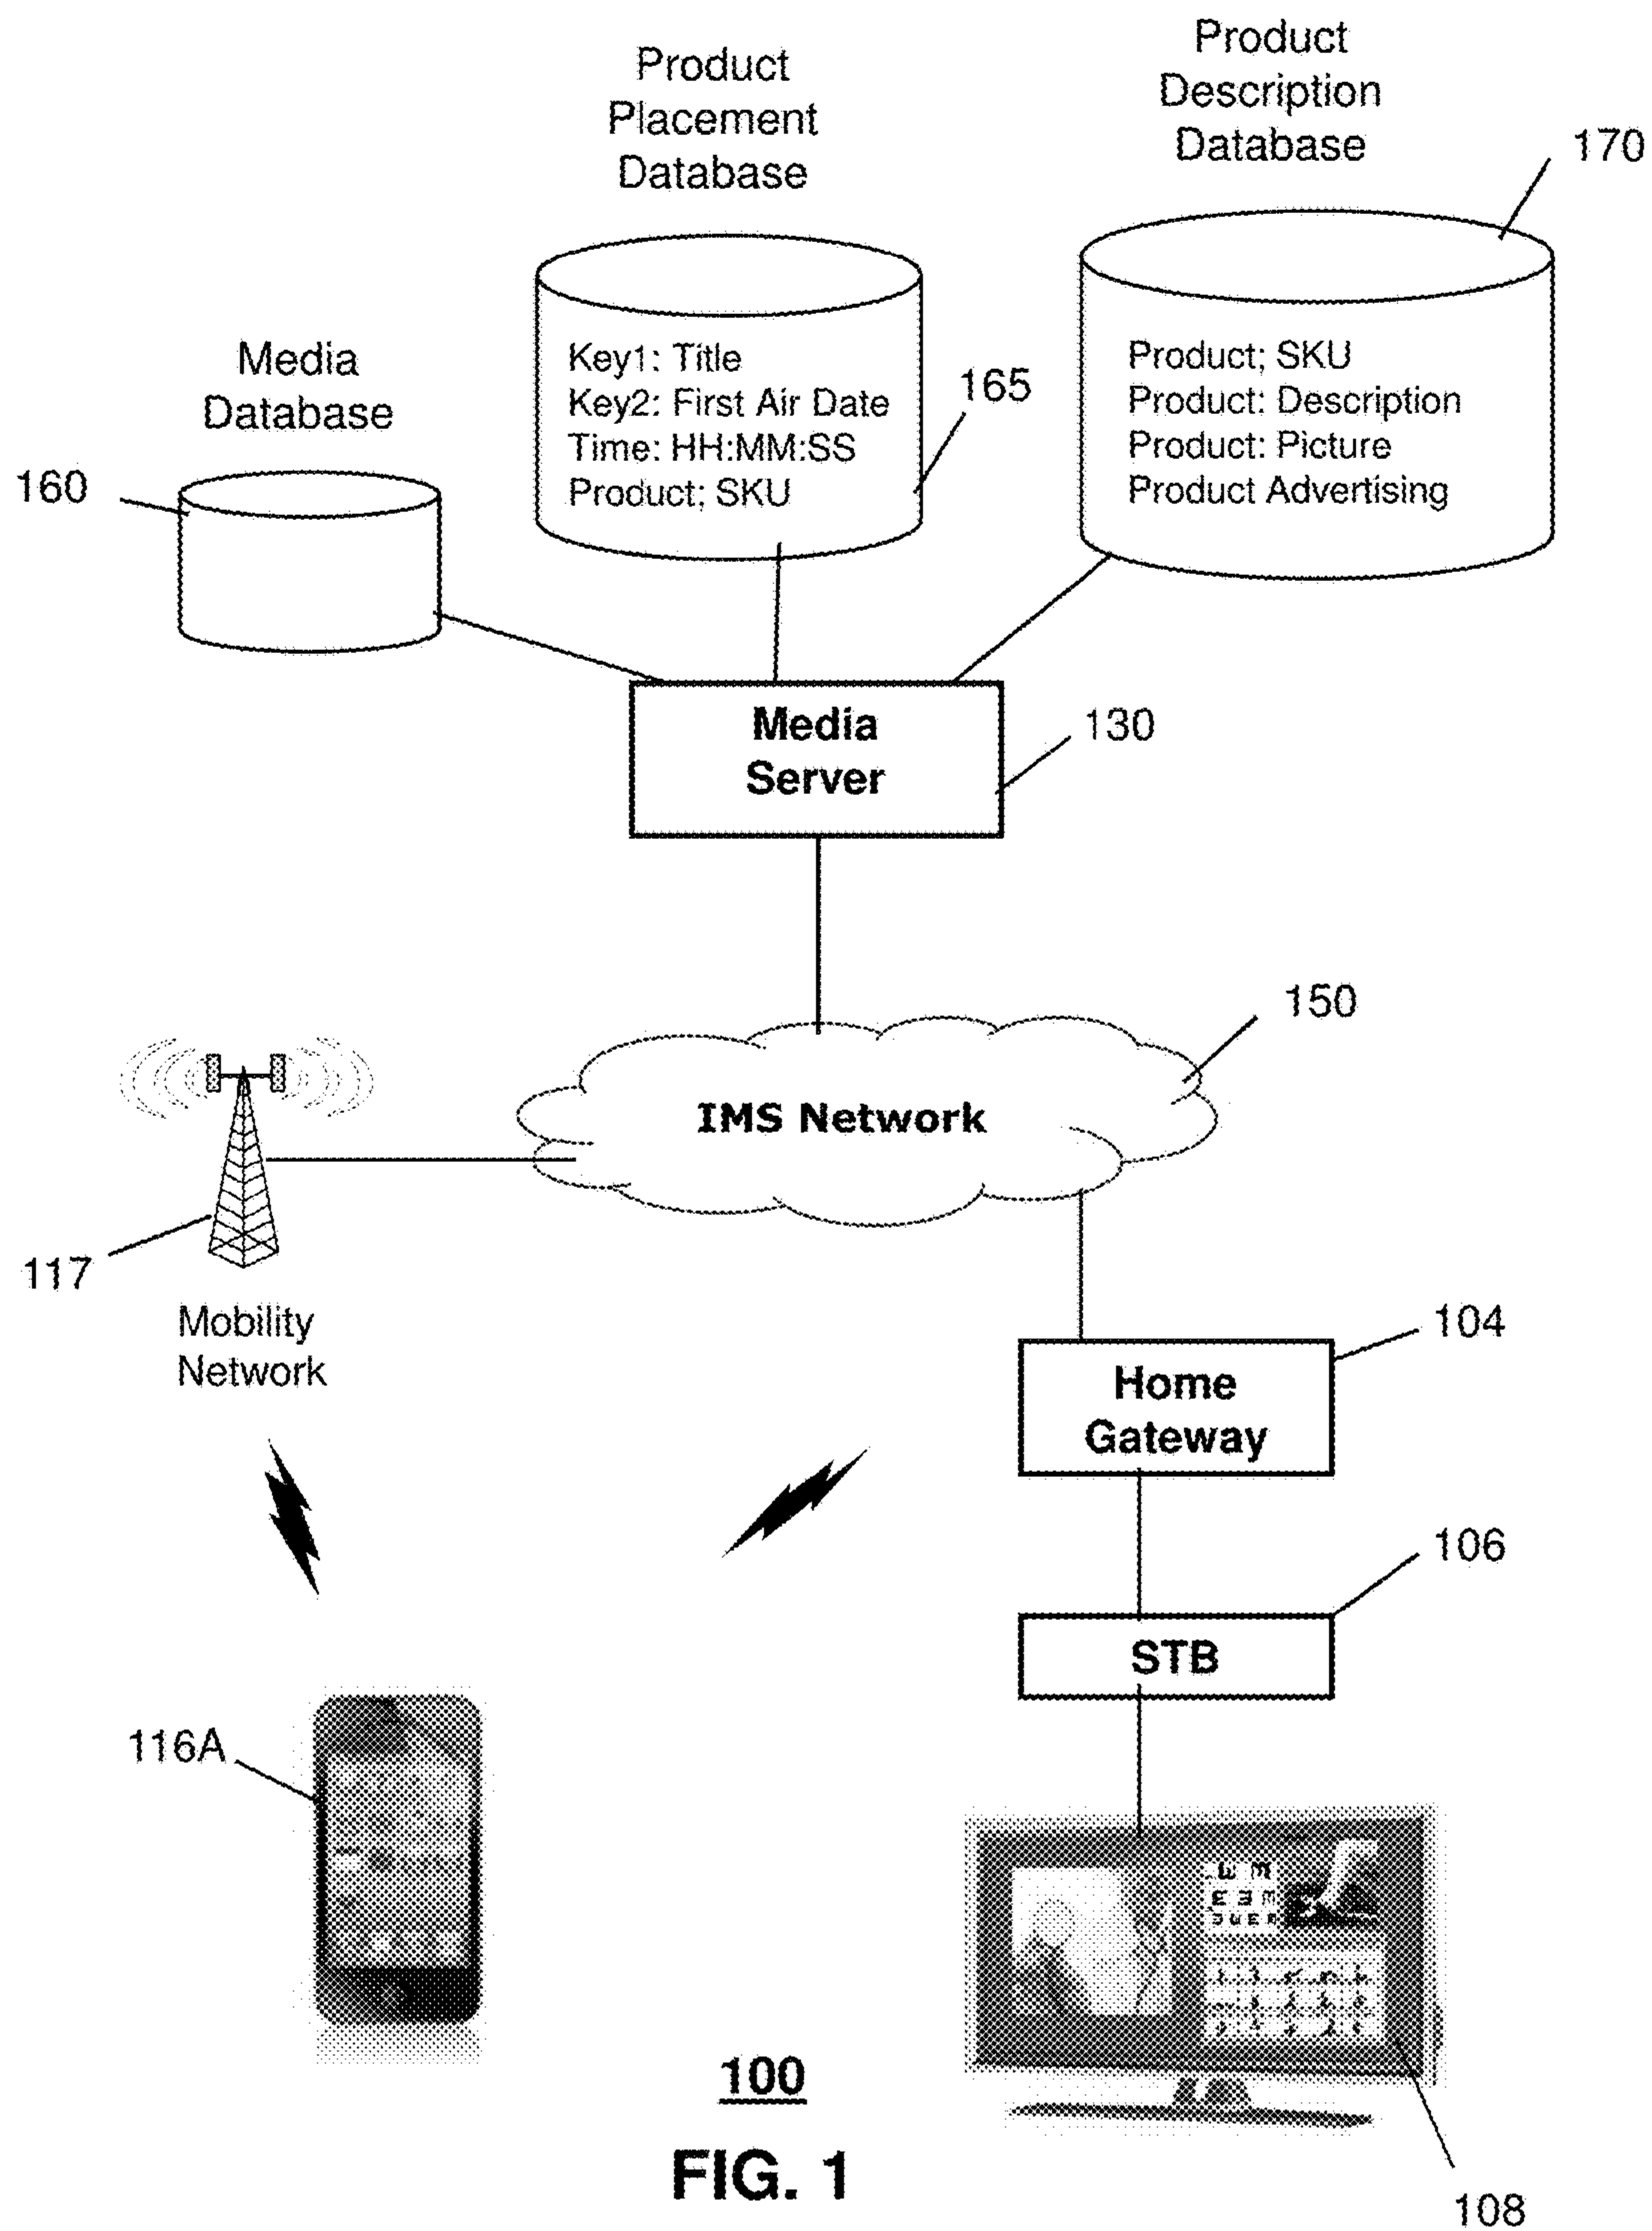 Product
Placement
Database
Product
Description
Database
170
Media
Database
160
Key1: Title
Key2: First Air Date
Time: HH:MM:SS
Product; SKU
165
Product; SKU
Product: Description
Product: Picture
Product Advertising
Media
Server
130
150
IMS Network
117
Mobility
Network
104
Home
Gateway
106
STB
116A
100
FIG. 1
108